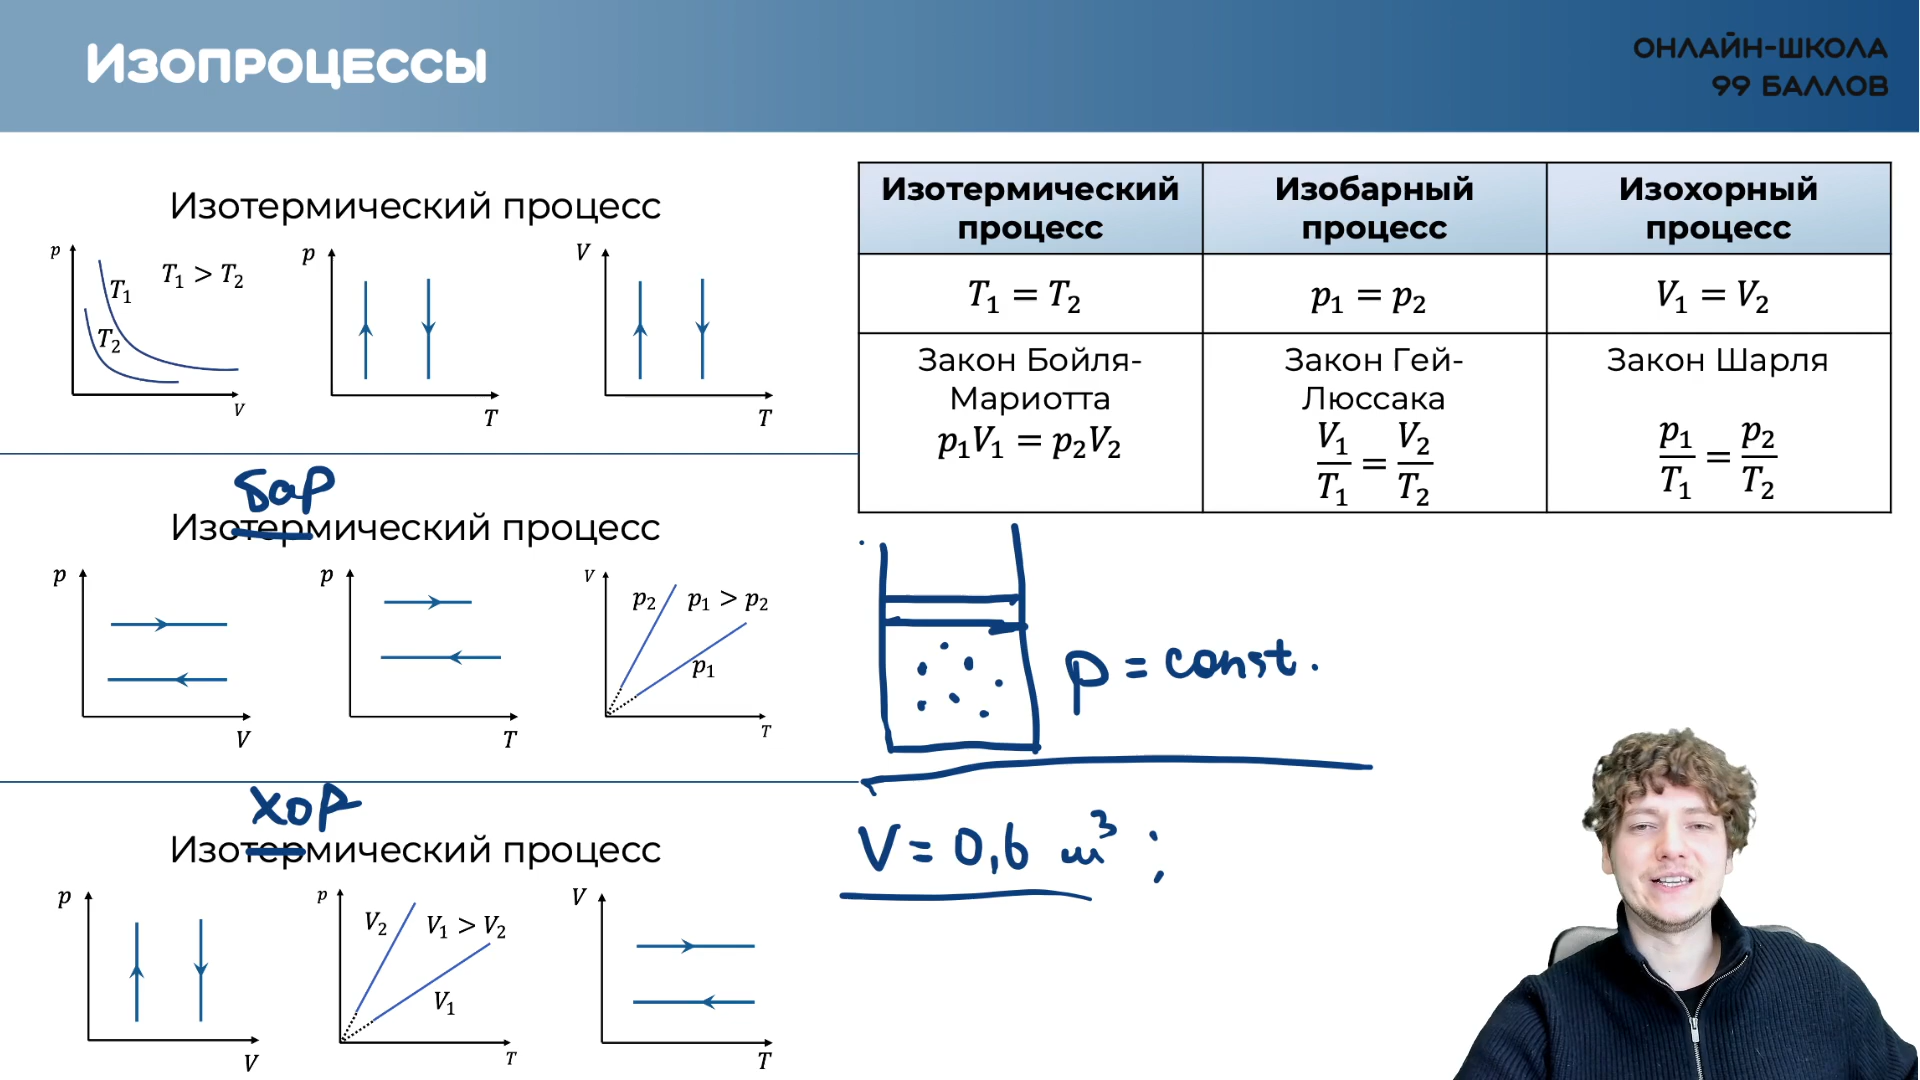 ИЗОПРОЦЕССЫ
ОНЛАЙН-ШКОЛА
99 БАЛЛОВ
Изотермический процесс
p
T₁ > T₂
T₁
T₂
V
p
T
V
T
бар
Изотермический процесс
p
V
p
T
V
p₂
p₁ > p₂
p₁
T
хор
Изотермический процесс
p
V
p
V₂
V₁ > V₂
V₁
T
V
T
Изотермический процесс
Изобарный процесс
Изохорный процесс
T₁ = T₂
p₁ = p₂
V₁ = V₂
Закон Бойля-
Мариотта
p₁V₁ = p₂V₂
Закон Гей-
Люссака
V₁/T₁ = V₂/T₂
Закон Шарля
p₁/T₁ = p₂/T₂
p = const.
V = 0,6 м³ ;